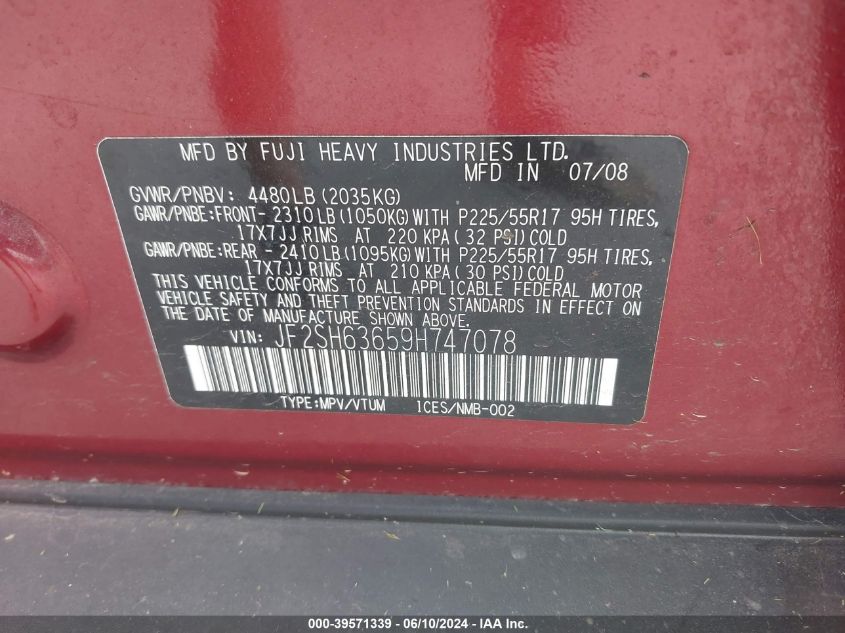 MFD BY FUJI HEAVY INDUSTRIES LTD.
MFD IN 07/08
GVWR/PNBV: 4480LB (2035KG)
GAWR/PNBE:FRONT- 2310LB(1050KG)WITH P225/55R17 95H TIRES,
17X7JJ RIMS AT 220 KPA( 32 PSI)COLD
GAWR/PNBE:REAR - 2410LB(1095KG)WITH P225/55R17 95H TIRES,
17X7JJ RIMS AT 210 KPA( 30 PSI)COLD
THIS VEHICLE CONFORMS TO ALL APPLICABLE FEDERAL MOTOR
VEHICLE SAFETY AND THEFT PREVENTION STANDARDS IN EFFECT ON
THE DATE OF MANUFACTURE SHOWN ABOVE.
VIN: JF2SH63659H747078
TYPE:MPV/VTUM ICES/NMB-002
000-39571339 - 06/10/2024 - IAA Inc.